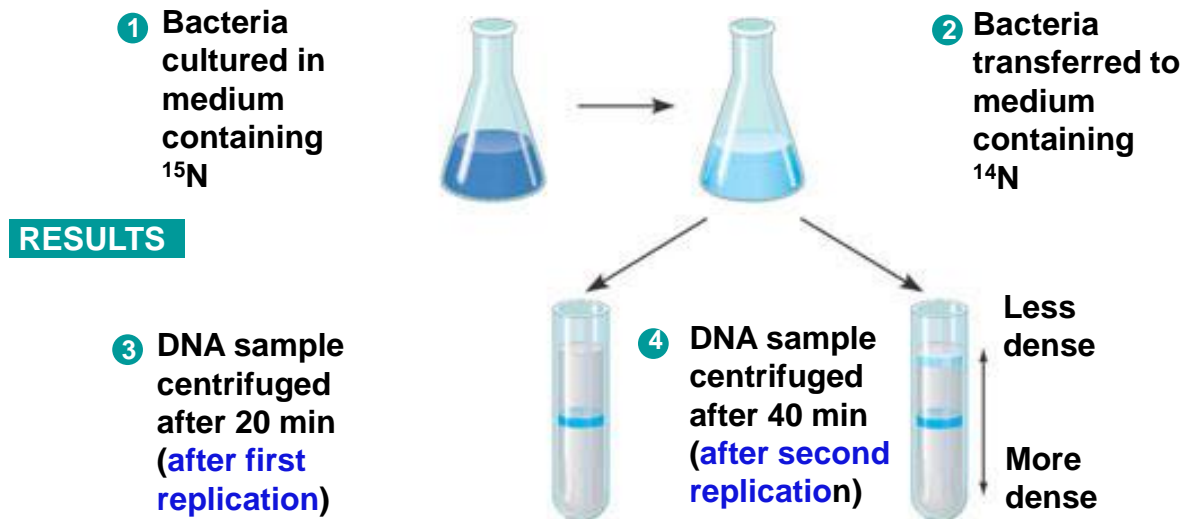 1 Bacteria
cultured in
medium
containing
¹⁵N
2 Bacteria
transferred to
medium
containing
¹⁴N
RESULTS
3 DNA sample
centrifuged
after 20 min
(after first
replication)
4 DNA sample
centrifuged
after 40 min
(after second
replication)
Less
dense
More
dense